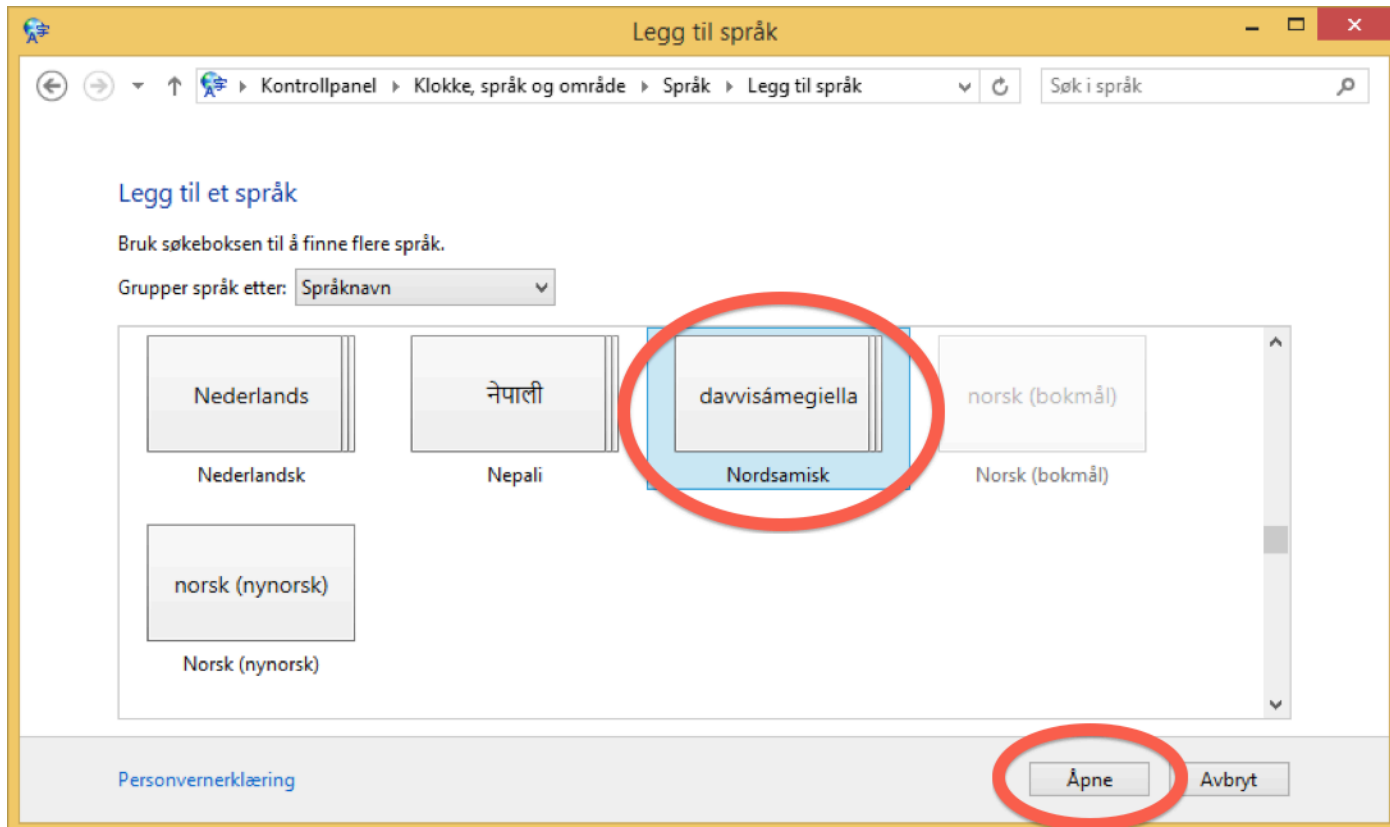 Legg til språk
Kontrollpanel Klokke, språk og område Språk Legg til språk Søk i språk
Legg til et språk
Bruk søkeboksen til å finne flere språk.
Grupper språk etter: Språknavn
Nederlands नेपाली davvisámegiella norsk (bokmål)
Nederlandsk Nepali Nordsamisk Norsk (bokmål)
norsk (nynorsk)
Norsk (nynorsk)
Personvernerklæring Åpne Avbryt